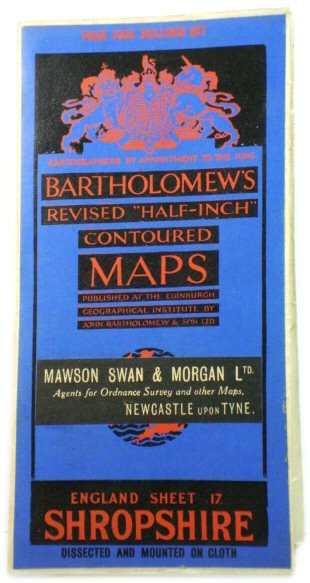 PRICE FOUR SHILLINGS NET
CARTOGRAPHERS BY APPOINTMENT TO THE KING
BARTHOLOMEW'S
REVISED "HALF-INCH"
CONTOURED
MAPS
PUBLISHED AT THE EDINBURGH
GEOGRAPHICAL INSTITUTE BY
JOHN BARTHOLOMEW & SON LTD
MAWSON SWAN & MORGAN LTD.
Agents for Ordnance Survey and other Maps,
NEWCASTLE UPON TYNE.
ENGLAND SHEET 17
SHROPSHIRE
DISSECTED AND MOUNTED ON CLOTH